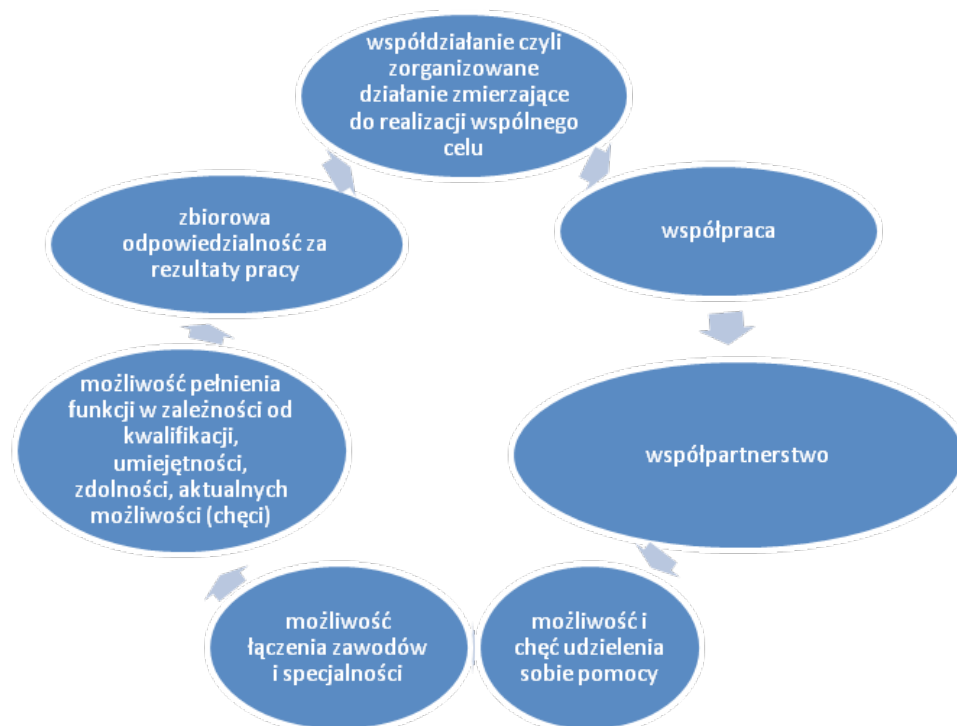 współdziałanie czyli
zorganizowane
działanie zmierzające
do realizacji wspólnego
celu
współpraca
współpartnerstwo
możliwość i
chęć udzielenia
sobie pomocy
możliwość
łączenia zawodów
i specjalności
możliwość pełnienia
funkcji w zależności od
kwalifikacji,
umiejętności,
zdolności, aktualnych
możliwości (chęci)
zbiorowa
odpowiedzialność za
rezultaty pracy